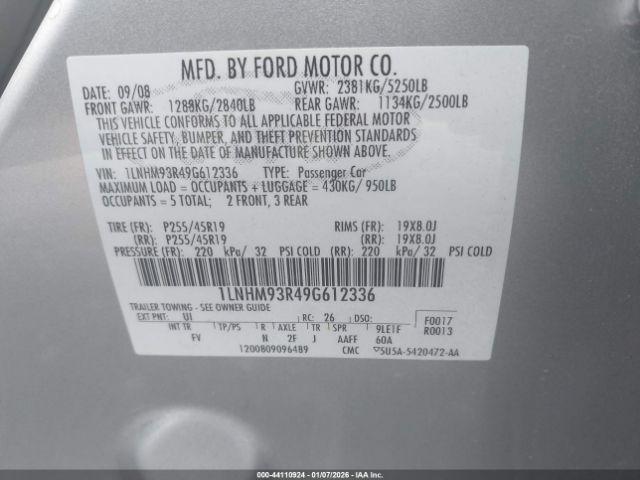 MFD. BY FORD MOTOR CO.
DATE: 09/08 GVWR: 2381KG/5250LB
FRONT GAWR: 1288KG/2840LB REAR GAWR: 1134KG/2500LB
THIS VEHICLE CONFORMS TO ALL APPLICABLE FEDERAL MOTOR
VEHICLE SAFETY, BUMPER, AND THEFT PREVENTION STANDARDS
IN EFFECT ON THE DATE OF MANUFACTURE SHOWN ABOVE.
VIN: 1LNHM93R49G612336 TYPE: Passenger Car
MAXIMUM LOAD = OCCUPANTS + LUGGAGE = 430KG/ 950LB
OCCUPANTS = 5 TOTAL; 2 FRONT, 3 REAR
TIRE (FR): P255/45R19 RIMS (FR): 19X8.0J
(RR): P255/45R19 (RR): 19X8.0J
PRESSURE (FR): 220 kPa/ 32 PSI COLD (RR): 220 kPa/ 32 PSI COLD
1LNHM93R49G612336
TRAILER TOWING - SEE OWNER GUIDE
EXT PNT: UI RC: 26 DSO: F0017
INT TR TP/PS R AXLE TR SPR 9LE1F R0013
FV N 2F J AAFF 60A
1200809096489 CMC ▽5U5A-5420472-AA
000-44110924 - 01/07/2026 - COPART, INC.